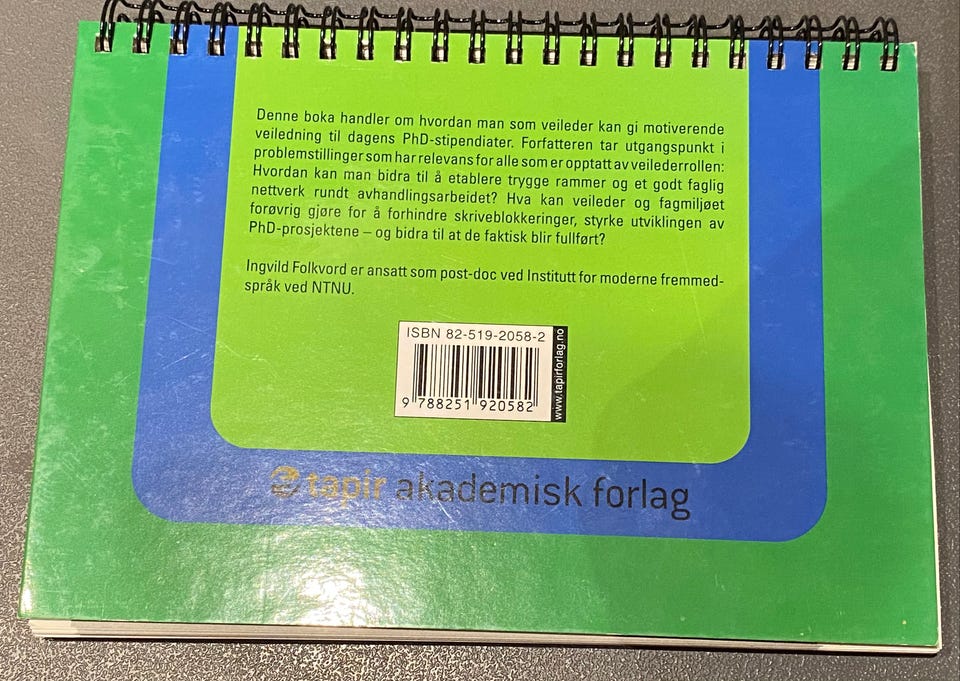 Denne boka handler om hvordan man som veileder kan gi motiverende
veiledning til dagens PhD-stipendiater. Forfatteren tar utgangspunkt i
problemstillinger som har relevans for alle som er opptatt av veilederrollen:
Hvordan kan man bidra til å etablere trygge rammer og et godt faglig
nettverk rundt avhandlingsarbeidet? Hva kan veileder og fagmiljøet
forøvrig gjøre for å forhindre skriveblokkeringer, styrke utviklingen av
PhD-prosjektene – og bidra til at de faktisk blir fullført?
Ingvild Folkvord er ansatt som post-doc ved Institutt for moderne fremmed-
språk ved NTNU.
ISBN 82-519-2058-2
9 788251 920582
www.tapirforlag.no
tapir akademisk forlag